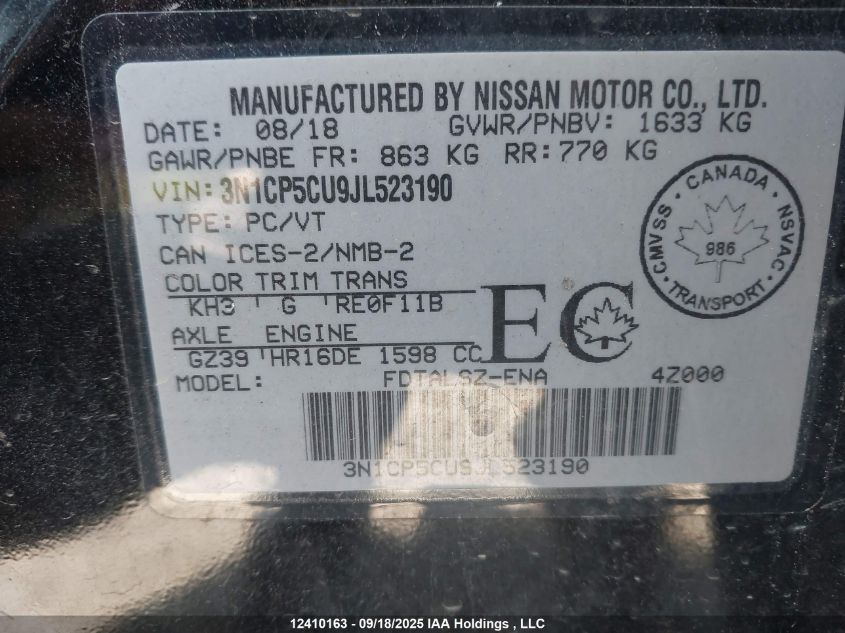 MANUFACTURED BY NISSAN MOTOR CO., LTD.
DATE: 08/18 GVWR/PNBV: 1633 KG
GAWR/PNBE FR: 863 KG RR: 770 KG
VIN: 3N1CP5CU9JL523190
TYPE: PC/VT
CAN ICES-2/NMB-2
COLOR TRIM TRANS
KH3 G RE0F11B
AXLE ENGINE
GZ39 HR16DE 1598 CC
MODEL: FDTALSZ-ENA 4Z000
3N1CP5CU9JL523190
EC
CANADA
CMVSS 986 NSVAC
TRANSPORT
12410163 - 09/18/2025 IAA Holdings , LLC